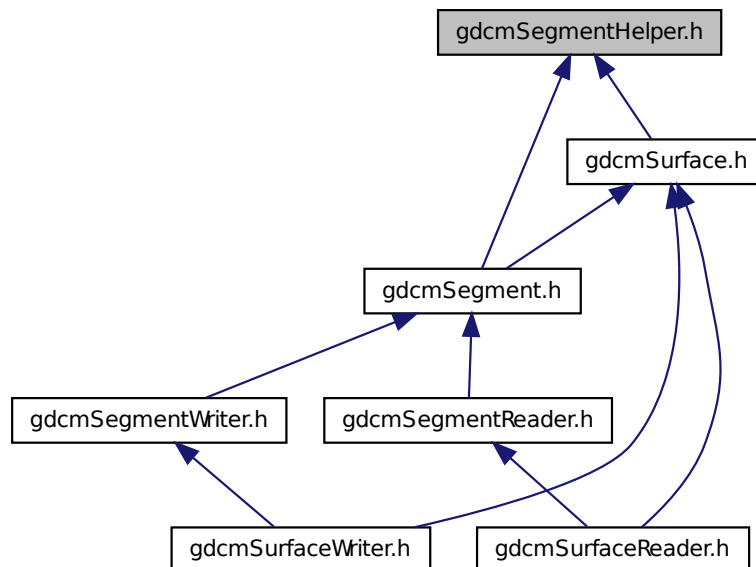 gdcmSegmentHelper.h
gdcmSurface.h
gdcmSegment.h
gdcmSegmentWriter.h
gdcmSegmentReader.h
gdcmSurfaceWriter.h
gdcmSurfaceReader.h